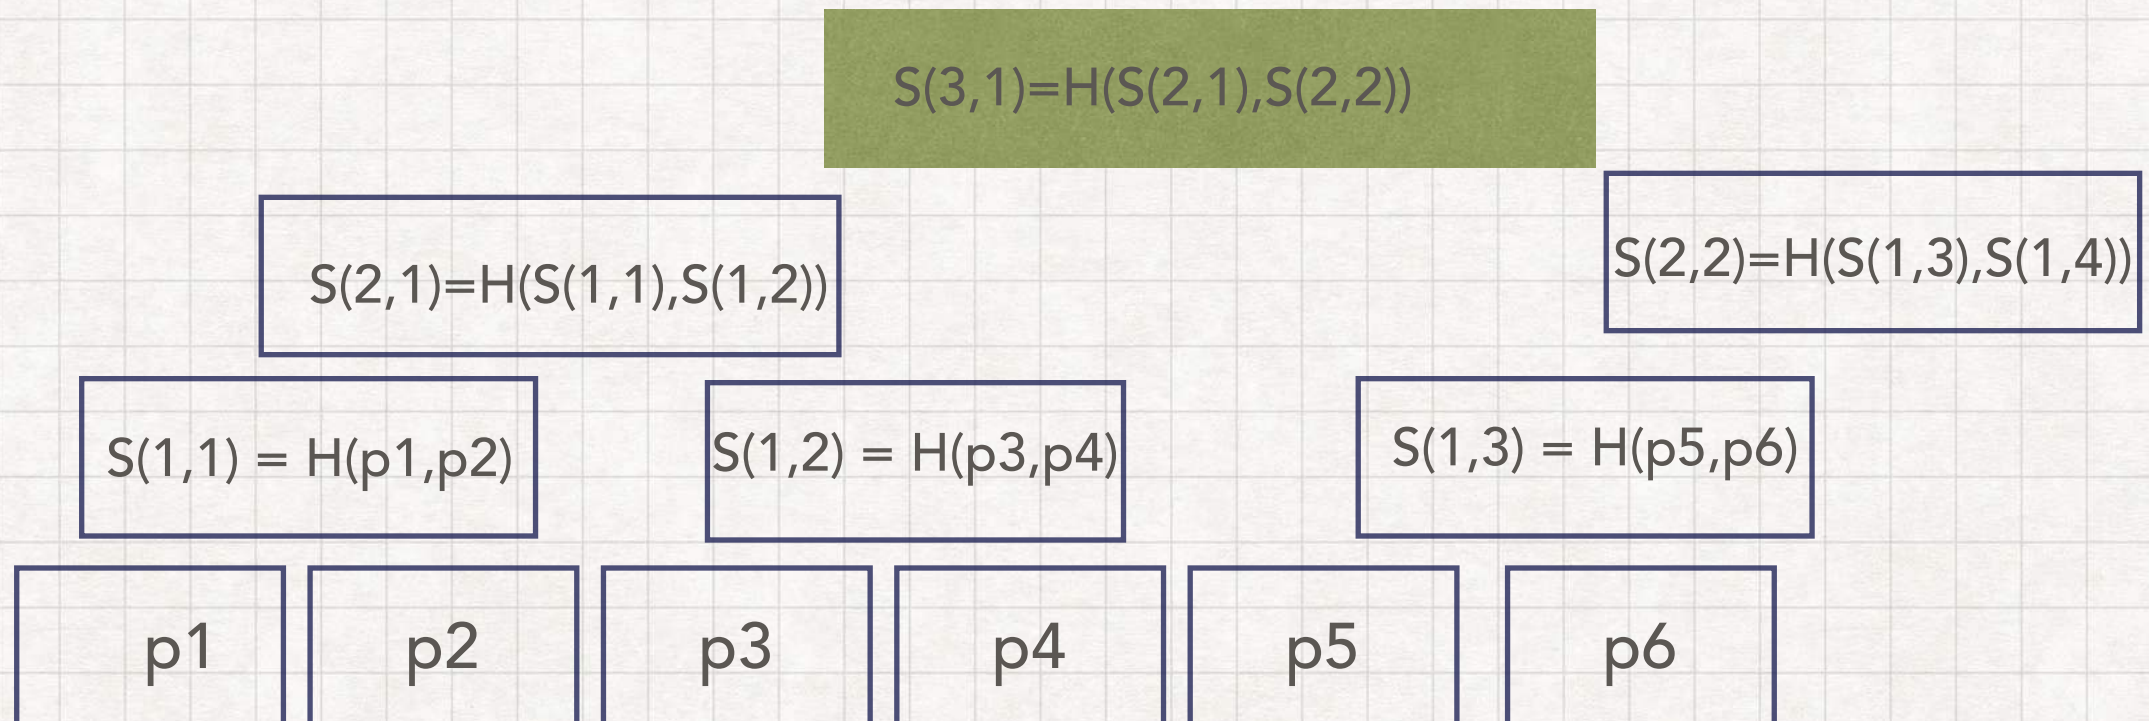 S(3,1)=H(S(2,1),S(2,2))
S(2,1)=H(S(1,1),S(1,2))
S(2,2)=H(S(1,3),S(1,4))
S(1,1) = H(p1,p2)
S(1,2) = H(p3,p4)
S(1,3) = H(p5,p6)
p1
p2
p3
p4
p5
p6